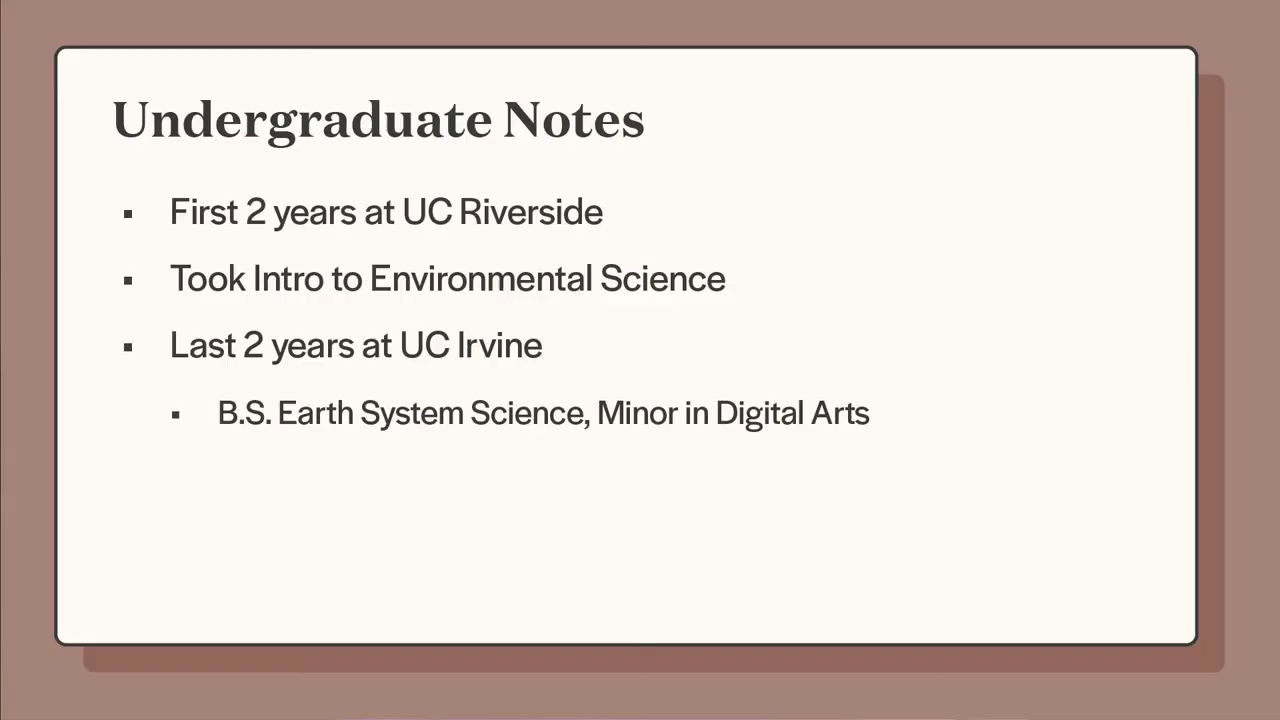 Undergraduate Notes
▪ First 2 years at UC Riverside
▪ Took Intro to Environmental Science
▪ Last 2 years at UC Irvine
▪ B.S. Earth System Science, Minor in Digital Arts